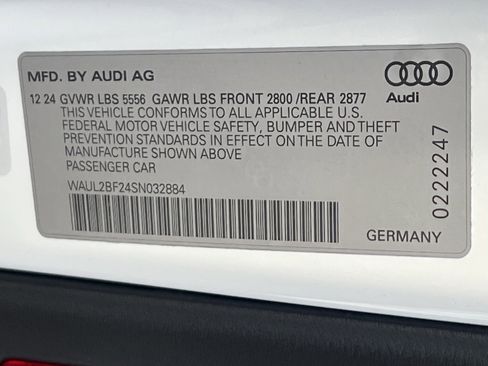 MFD. BY AUDI AG
12 24 GVWR LBS 5556 GAWR LBS FRONT 2800 /REAR 2877
THIS VEHICLE CONFORMS TO ALL APPLICABLE U.S.
FEDERAL MOTOR VEHICLE SAFETY, BUMPER AND THEFT
PREVENTION STANDARDS IN EFFECT ON THE DATE OF
MANUFACTURE SHOWN ABOVE
PASSENGER CAR
WAUL2BF24SN032884
Audi
0222247
GERMANY